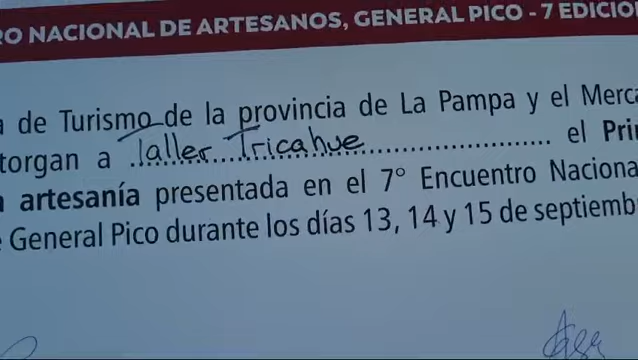 RO NACIONAL DE ARTESANOS, GENERAL PICO - 7 EDICIO
a de Turismo de la provincia de La Pampa y el Merca
torgan a Taller Tricahue el Pri
artesanía presentada en el 7° Encuentro Naciona
General Pico durante los días 13, 14 y 15 de septiemb